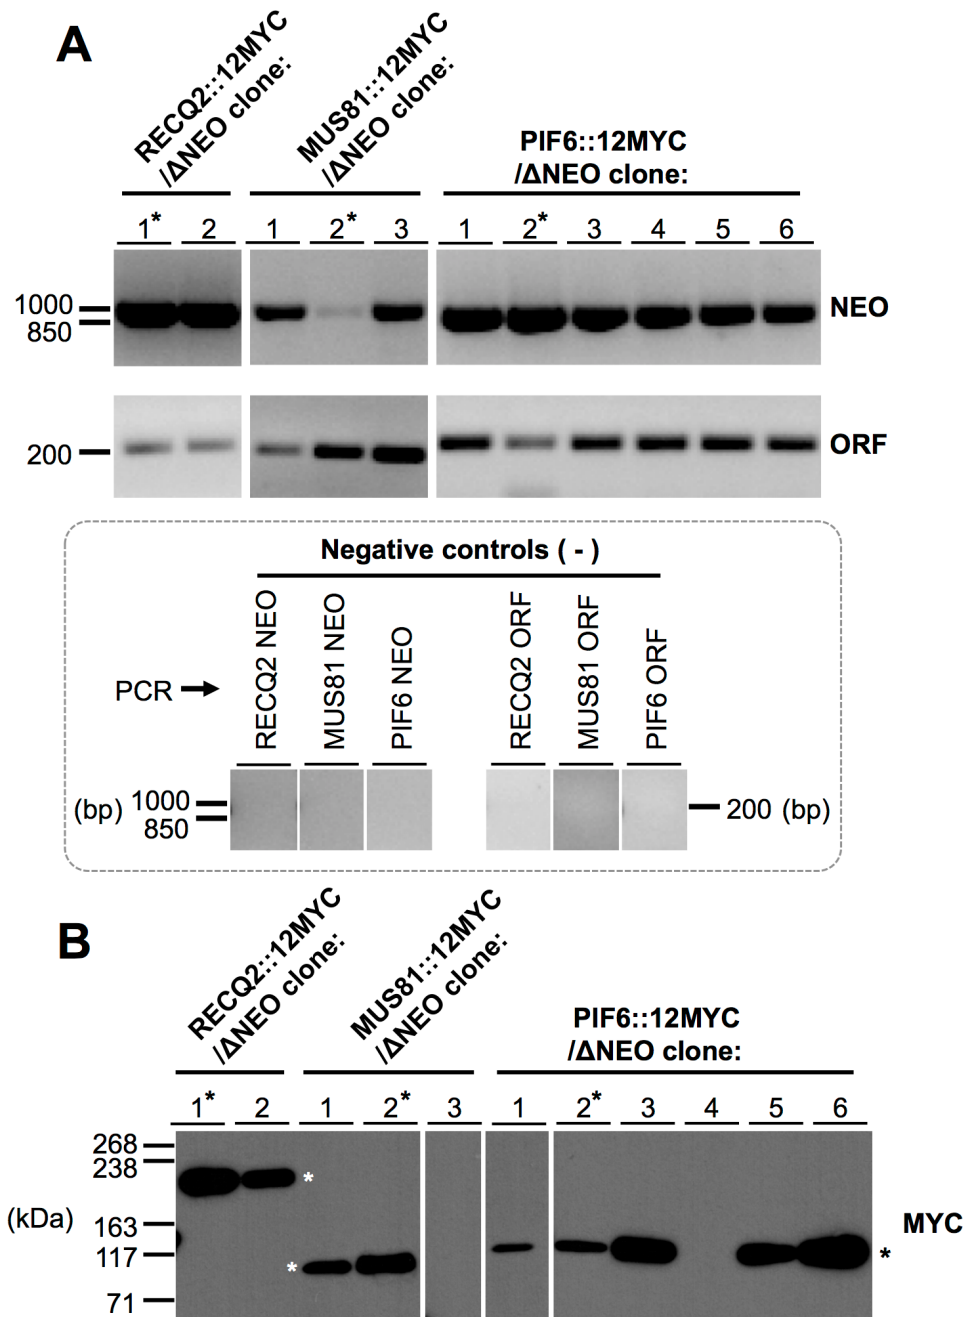 A
RECQ2::12MYC
/ΔNEO clone:
MUS81::12MYC
/ΔNEO clone:
PIF6::12MYC
/ΔNEO clone:
1* 2 1 2* 3 1 2* 3 4 5 6
1000
850
NEO
200
ORF
Negative controls ( - )
PCR
RECQ2 NEO
MUS81 NEO
PIF6 NEO
RECQ2 ORF
MUS81 ORF
PIF6 ORF
(bp)
1000
850
200 (bp)
B
RECQ2::12MYC
/ΔNEO clone:
MUS81::12MYC
/ΔNEO clone:
PIF6::12MYC
/ΔNEO clone:
1* 2 1 2* 3 1 2* 3 4 5 6
268
238
*
(kDa)
163
MYC
117
*
*
71